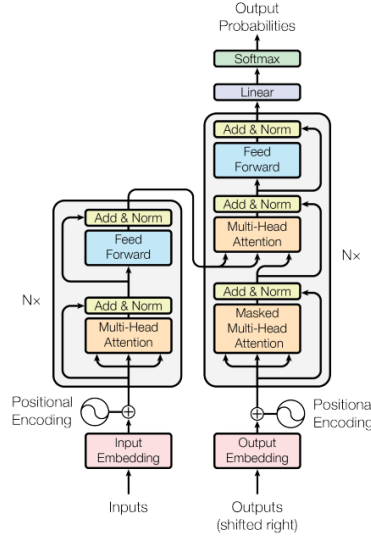 Output
Probabilities
Softmax
Linear
Add & Norm
Feed
Forward
Add & Norm
Multi-Head
Attention
Nx
Add & Norm
Masked
Multi-Head
Attention
Positional
Encoding
Output
Embedding
Outputs
(shifted right)
Add & Norm
Feed
Forward
Nx
Add & Norm
Multi-Head
Attention
Positional
Encoding
Input
Embedding
Inputs